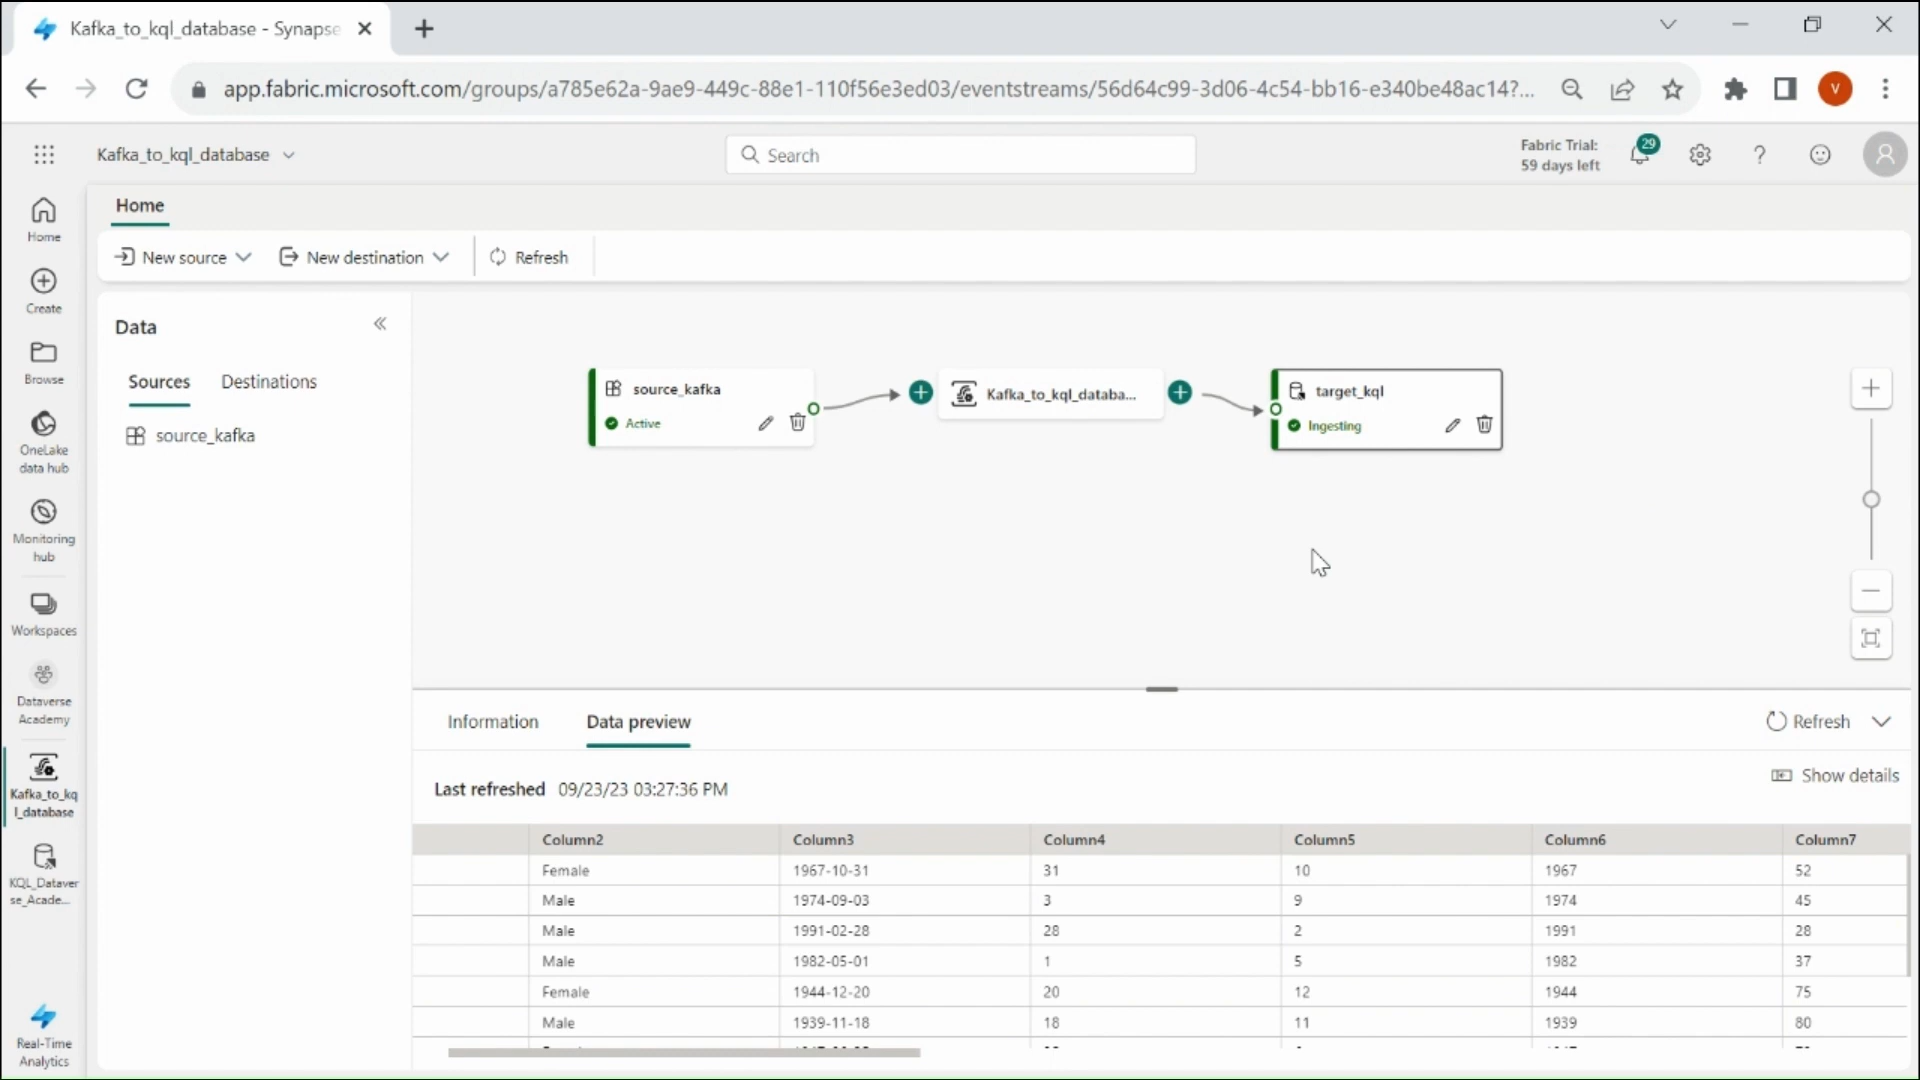 Kafka_to_kql_database - Synapse
app.fabric.microsoft.com/groups/a785e62a-9ae9-449c-88e1-110f56e3ed03/eventstreams/56d64c99-3d06-4c54-bb16-e340be48ac14?...
V
Kafka_to_kql_database
Search
Fabric Trial:
59 days left
29
Home
Home
New source
New destination
Refresh
Create
Browse
OneLake
data hub
Monitoring
hub
Workspaces
Dataverse
Academy
Kafka_to_kq
l_database
KQL_Dataver
se_Acade...
Real-Time
Analytics
Data
Sources Destinations
source_kafka
source_kafka
Active
Kafka_to_kql_databa...
target_kql
Ingesting
Information Data preview Refresh
Last refreshed 09/23/23 03:27:36 PM
Show details
Column2 Column3 Column4 Column5 Column6 Column7
Female 1967-10-31 31 10 1967 52
Male 1974-09-03 3 9 1974 45
Male 1991-02-28 28 2 1991 28
Male 1982-05-01 1 5 1982 37
Female 1944-12-20 20 12 1944 75
Male 1939-11-18 18 11 1939 80